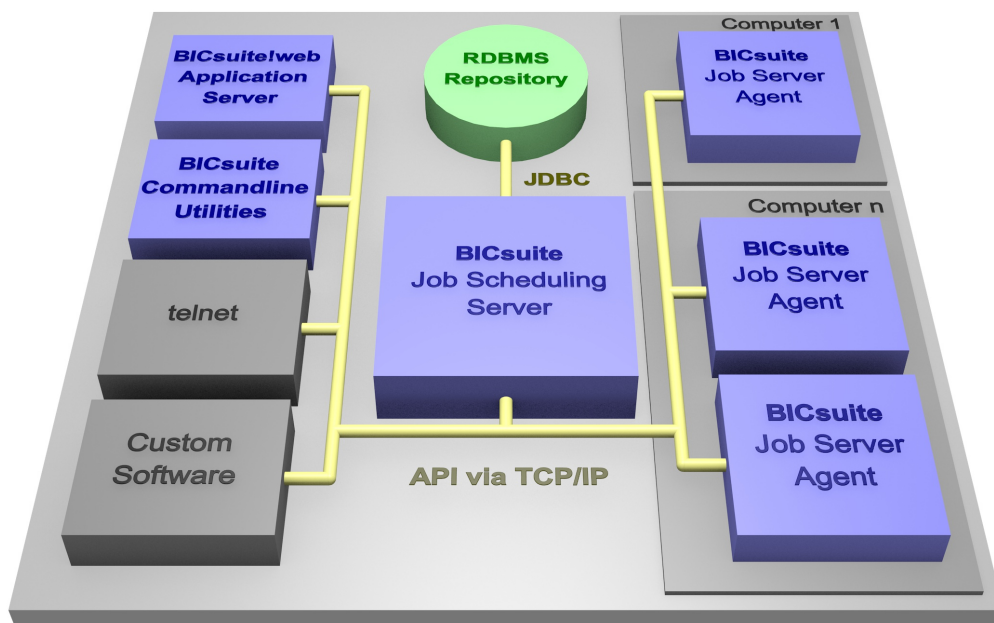 BICsuite!web
Application
Server
BICsuite
Commandline
Utilities
telnet
Custom
Software
RDBMS
Repository
JDBC
BICsuite
Job Scheduling
Server
API via TCP/IP
Computer 1
BICsuite
Job Server
Agent
Computer n
BICsuite
Job Server
Agent
BICsuite
Job Server
Agent